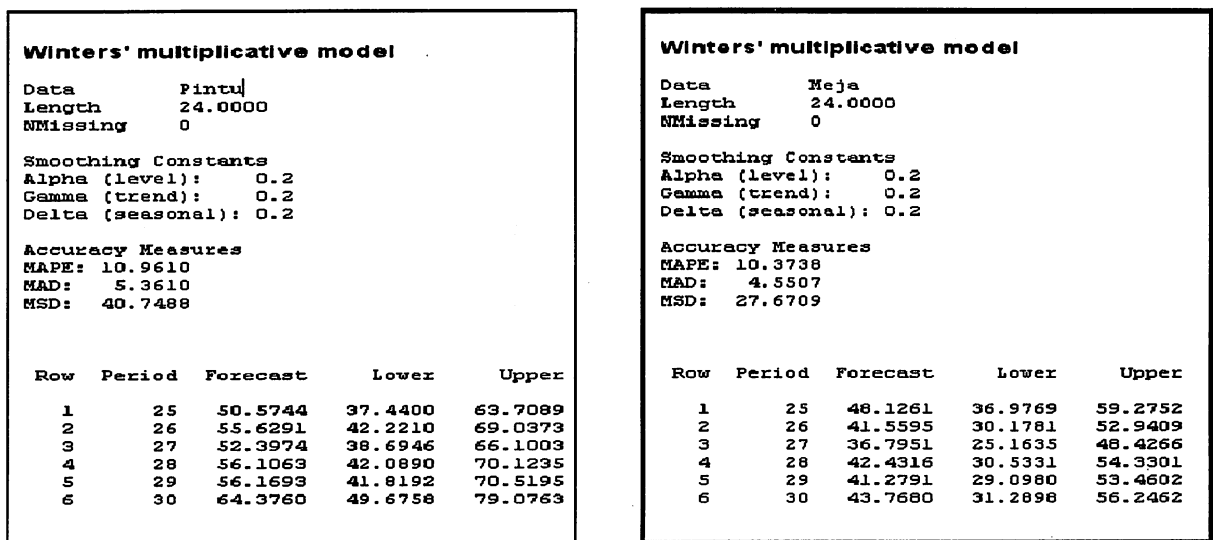 Winters' multiplicative model
Data Pintu
Length 24.0000
NMissing 0
Smoothing Constants
Alpha (level): 0.2
Gamma (trend): 0.2
Delta (seasonal): 0.2
Accuracy Measures
MAPE: 10.9610
MAD: 5.3610
MSD: 40.7488
Row Period Forecast Lower Upper
1 25 50.5744 37.4400 63.7089
2 26 55.6291 42.2210 69.0373
3 27 52.3974 38.6946 66.1003
4 28 56.1063 42.0890 70.1235
5 29 56.1693 41.8192 70.5195
6 30 64.3760 49.6758 79.0763
Winters' multiplicative model
Data Meja
Length 24.0000
NMissing 0
Smoothing Constants
Alpha (level): 0.2
Gamma (trend): 0.2
Delta (seasonal): 0.2
Accuracy Measures
MAPE: 10.3738
MAD: 4.5507
MSD: 27.6709
Row Period Forecast Lower Upper
1 25 48.1261 36.9769 59.2752
2 26 41.5595 30.1781 52.9409
3 27 36.7951 25.1635 48.4266
4 28 42.4316 30.5331 54.3301
5 29 41.2791 29.0980 53.4602
6 30 43.7680 31.2898 56.2462